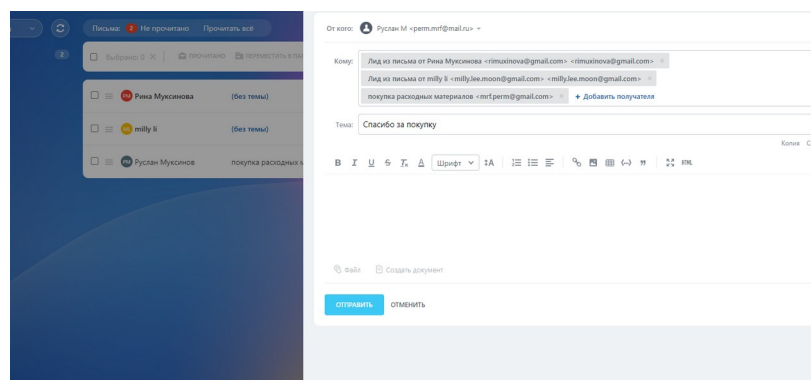 Письма: 2 Не прочитано Прочитать всё
2
Выбрано: 0 × ПРОЧИТАНО ПЕРЕМЕСТИТЬ В ПАП
РМ Рина Муксинова (без темы)
milly li (без темы)
РМ Руслан Муксинов покупка расходных м
От кого: Руслан М <perm.mrf@mail.ru>
Кому: Лид из письма от Рина Муксинова <rimuxinova@gmail.com> <rimuxinova@gmail.com> ×
Лид из письма от milly li <milly.lee.moon@gmail.com> <milly.lee.moon@gmail.com> ×
покупка расходных материалов <mrf.perm@gmail.com> × + Добавить получателя
Тема: Спасибо за покупку
Копия С
B I U S Tx A Шрифт ‡A HTML
Файл Создать документ
ОТПРАВИТЬ ОТМЕНИТЬ